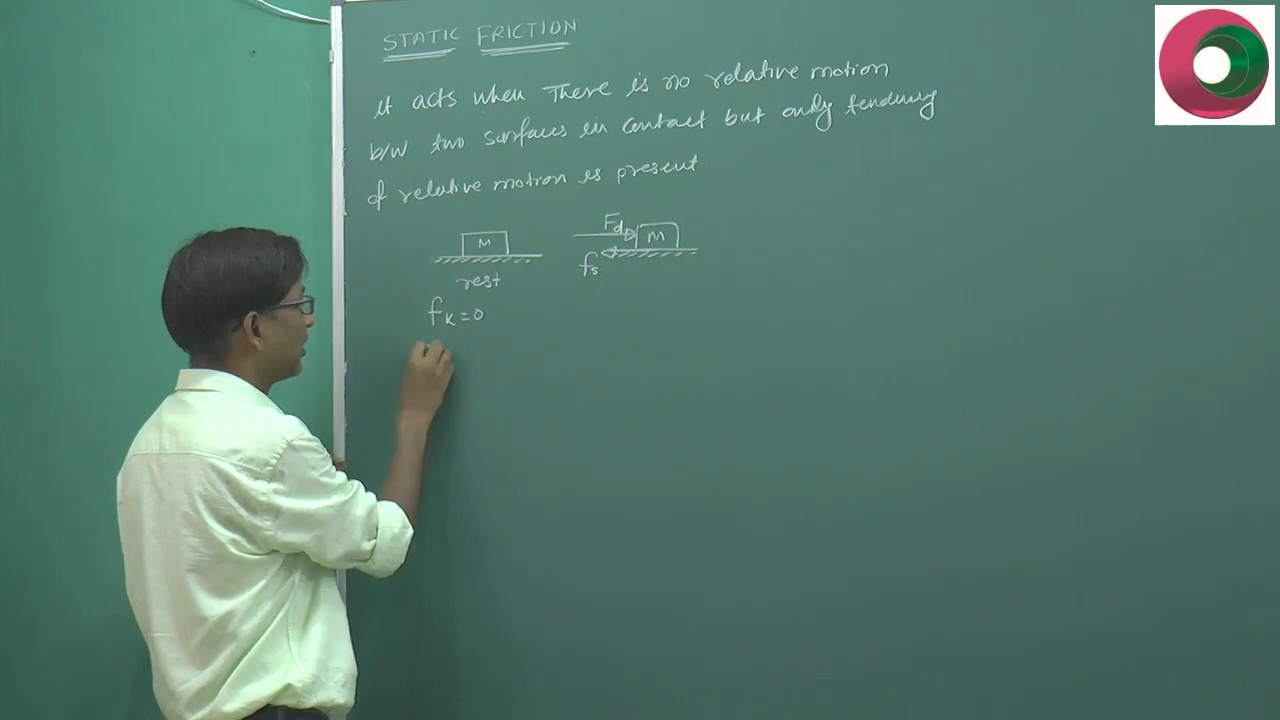 STATIC FRICTION
it acts when There is no relative motion
b/w two surfaces in contact but only tendency
of relative motion is present
M
rest
fk=0
Fd
M
fs